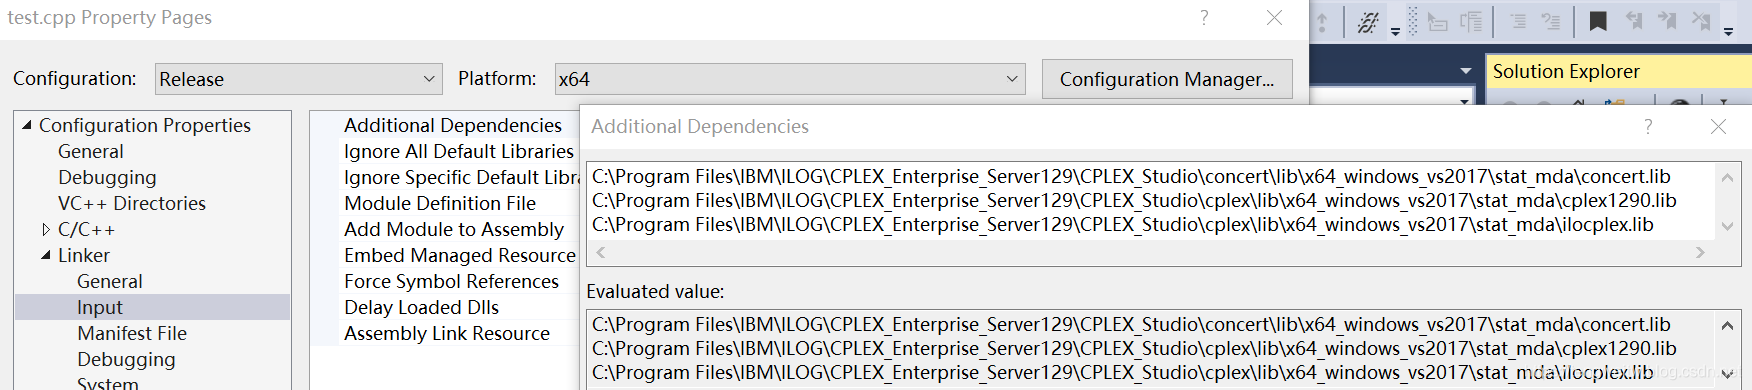 test.cpp Property Pages
Configuration:
Release
Platform:
x64
Configuration Manager...
Solution Explorer
Configuration Properties
General
Debugging
VC++ Directories
C/C++
Linker
General
Input
Manifest File
Debugging
System
Additional Dependencies
Ignore All Default Libraries
Ignore Specific Default Libra
Module Definition File
Add Module to Assembly
Embed Managed Resource
Force Symbol References
Delay Loaded Dlls
Assembly Link Resource
Additional Dependencies
C:\Program Files\IBM\ILOG\CPLEX_Enterprise_Server129\CPLEX_Studio\concert\lib\x64_windows_vs2017\stat_mda\concert.lib
C:\Program Files\IBM\ILOG\CPLEX_Enterprise_Server129\CPLEX_Studio\cplex\lib\x64_windows_vs2017\stat_mda\cplex1290.lib
C:\Program Files\IBM\ILOG\CPLEX_Enterprise_Server129\CPLEX_Studio\cplex\lib\x64_windows_vs2017\stat_mda\ilocplex.lib
Evaluated value:
C:\Program Files\IBM\ILOG\CPLEX_Enterprise_Server129\CPLEX_Studio\concert\lib\x64_windows_vs2017\stat_mda\concert.lib
C:\Program Files\IBM\ILOG\CPLEX_Enterprise_Server129\CPLEX_Studio\cplex\lib\x64_windows_vs2017\stat_mda\cplex1290.lib
C:\Program Files\IBM\ILOG\CPLEX_Enterprise_Server129\CPLEX_Studio\cplex\lib\x64_windows_vs2017\stat_mda\ilocplex.lib